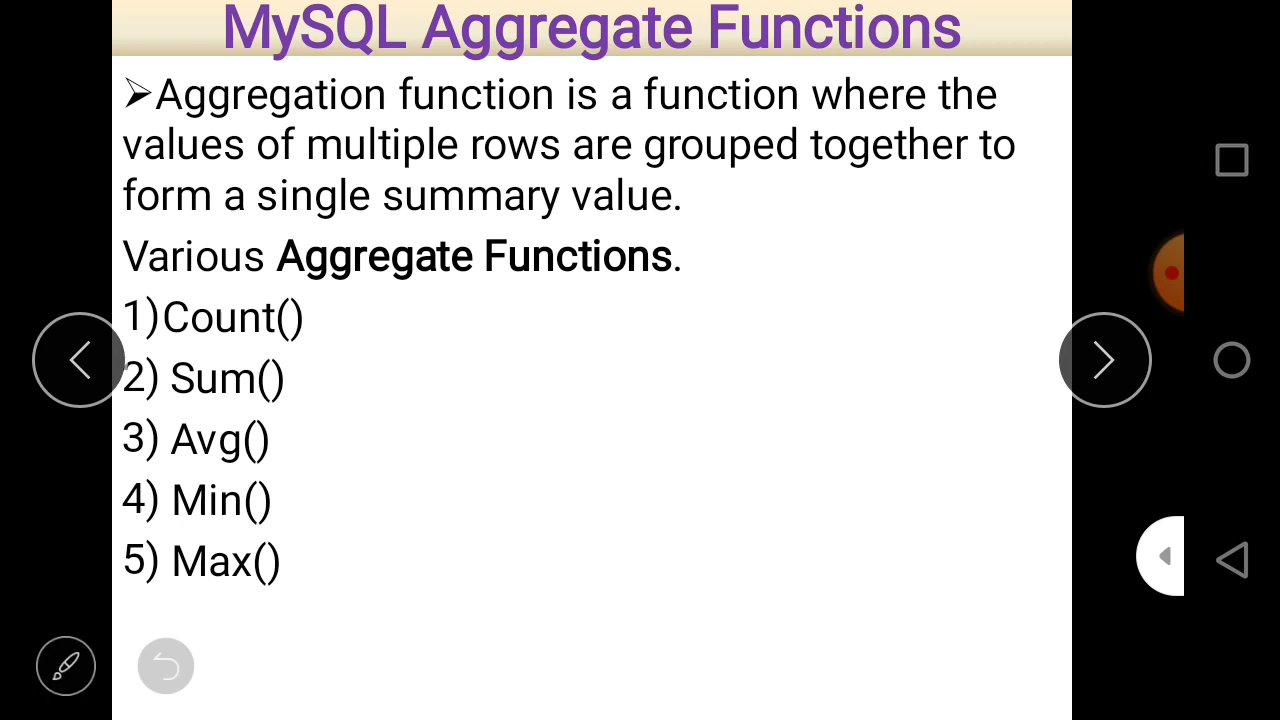 MySQL Aggregate Functions
➢Aggregation function is a function where the
values of multiple rows are grouped together to
form a single summary value.
Various Aggregate Functions.
1)Count()
2) Sum()
3) Avg()
4) Min()
5) Max()